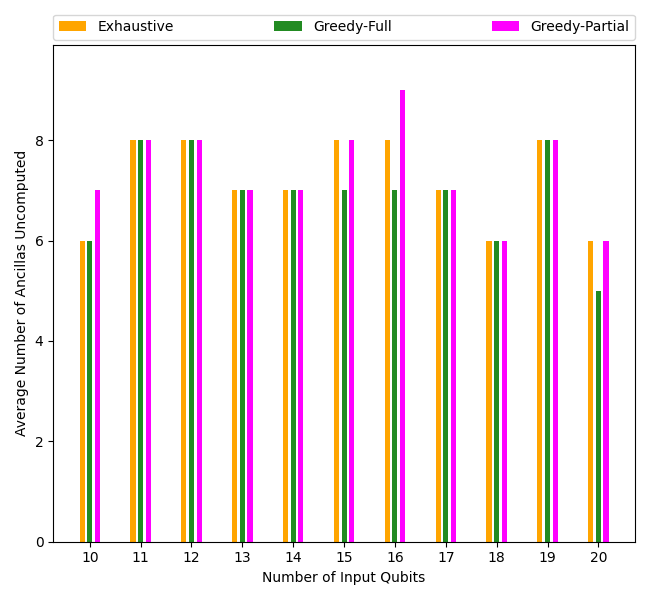 Exhaustive Greedy-Full Greedy-Partial
Average Number of Ancillas Uncomputed
8
6
4
2
0
10 11 12 13 14 15 16 17 18 19 20
Number of Input Qubits